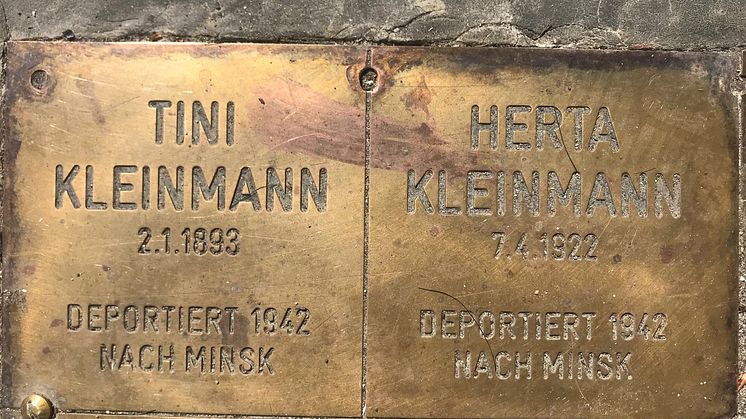 TINI
KLEINMANN
2.1.1893
DEPORTIERT 1942
NACH MINSK
HERTA
KLEINMANN
7.4.1922
DEPORTIERT 1942
NACH MINSK